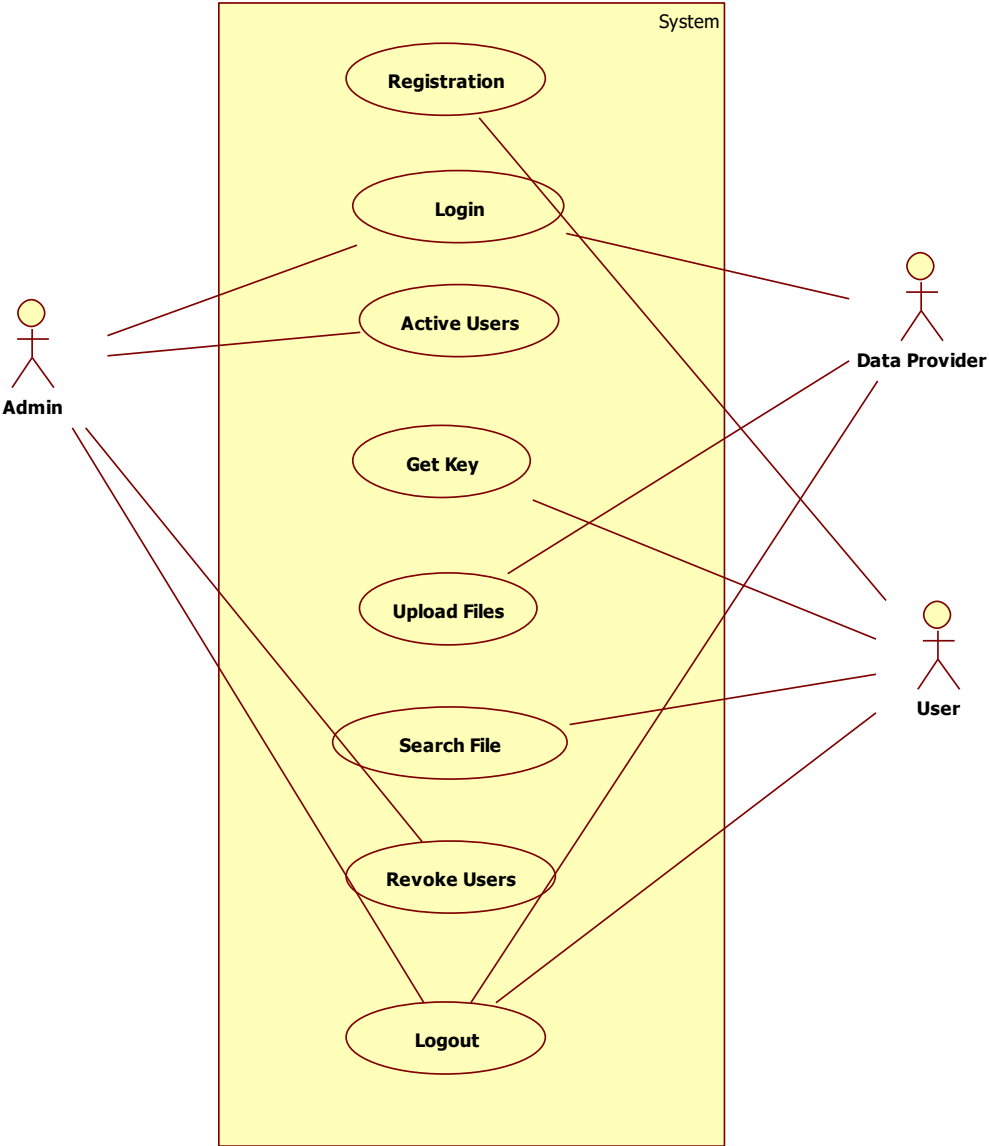 System
Registration
Login
Active Users
Data Provider
Admin
Get Key
Upload Files
User
Search File
Revoke Users
Logout